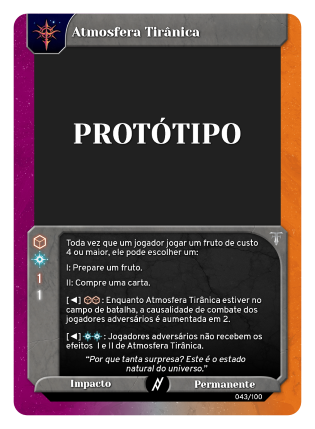 Atmosfera Tirânica
PROTÓTIPO
Toda vez que um jogador jogar um fruto de custo
4 ou maior, ele pode escolher um:
I: Prepare um fruto.
II: Compre uma carta.
[◄] : Enquanto Atmosfera Tirânica estiver no
campo de batalha, a causalidade de combate dos
jogadores adversários é aumentada em 2.
[◄] : Jogadores adversários não recebem os
efeitos I e II de Atmosfera Tirânica.
“Por que tanta surpresa? Este é o estado
natural do universo.”
1
1
Impacto
Permanente
043/100